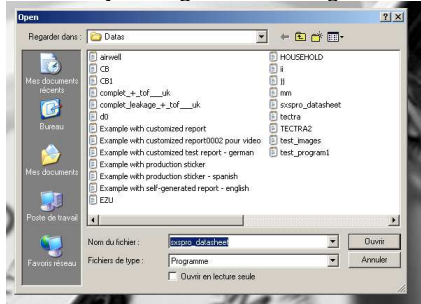 Open
Regarder dans :
Datas
Mes documents
récents
Bureau
Mes documents
Poste de travail
Favoris réseau
airwell
CB
CB1
complet_+_tof___uk
complet_leakage_+_tof___uk
d0
Example with customized report
Example with customized report0002 pour video
Example with customized test report - german
Example with production sticker
Example with production sticker - spanish
Example with self-generated report - english
EZU
HOUSEHOLD
ii
jj
mm
sxspro_datasheet
tectra
TECTRA2
test_images
test_program1
Nom du fichier :
sxspro_datasheet
Ouvrir
Fichiers de type :
Programme
Annuler
Ouvrir en lecture seule